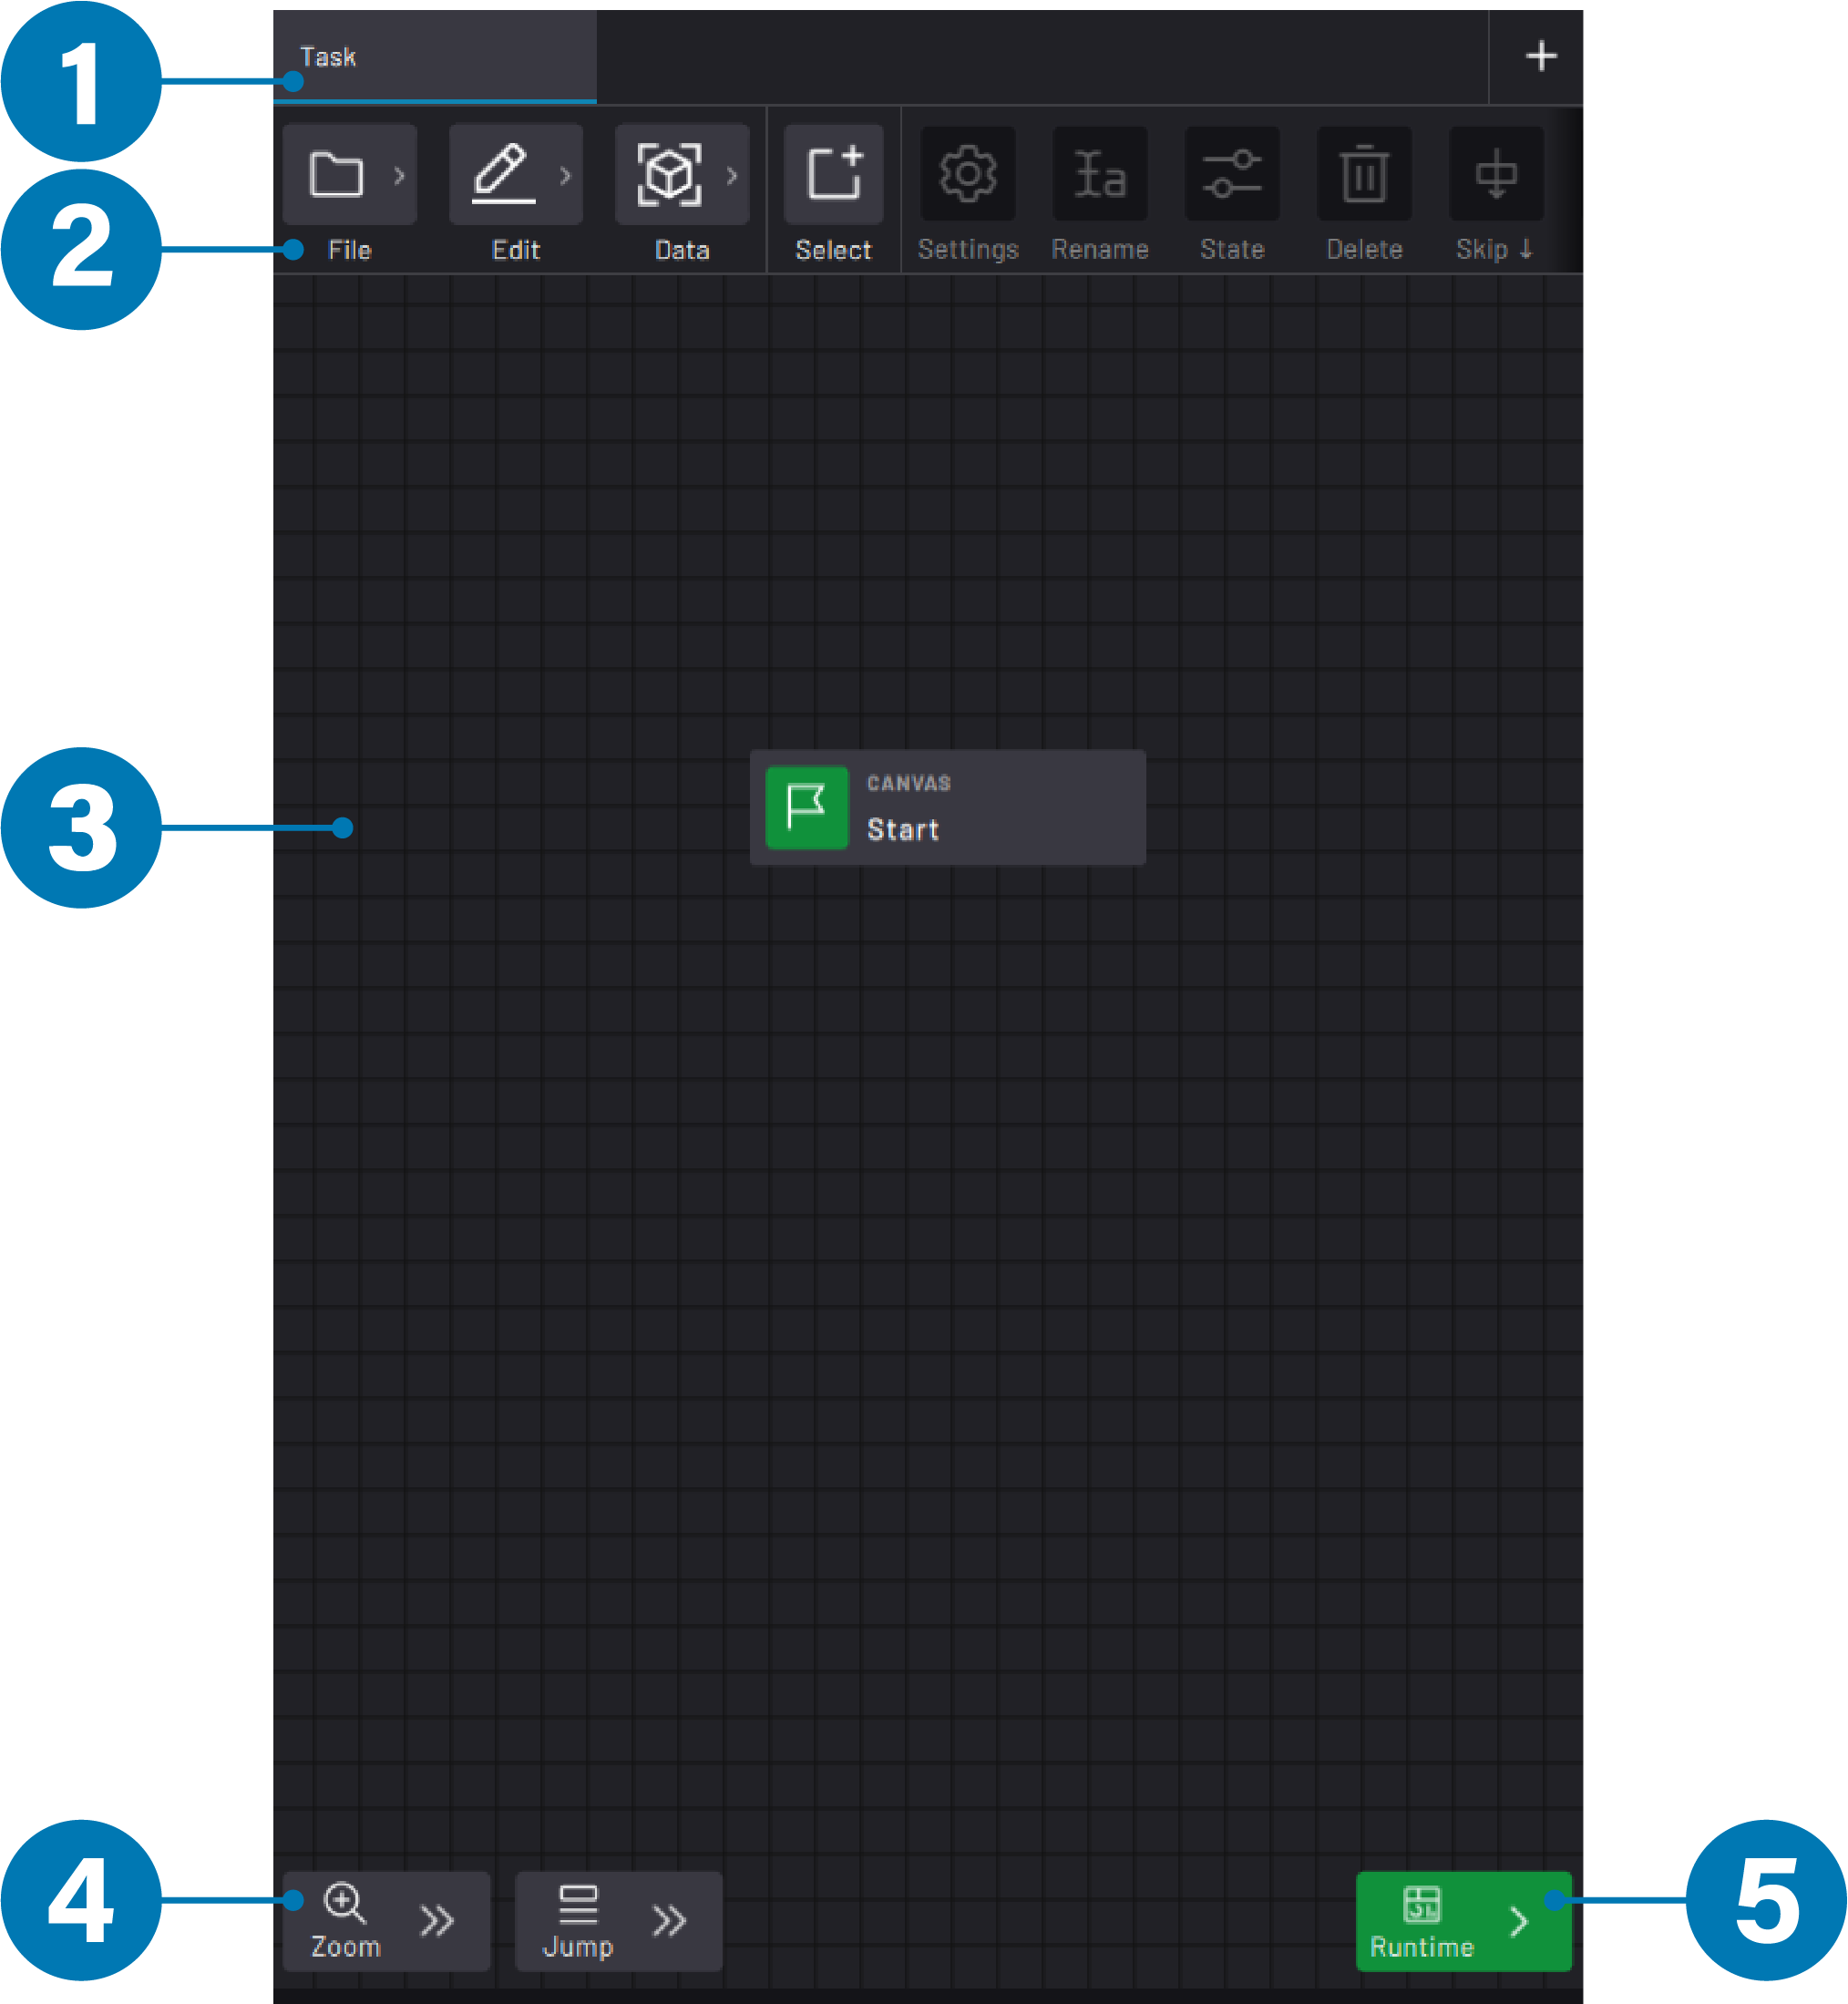 1
Task
+
2
File Edit Data Select Settings Rename State Delete Skip ↓
3
CANVAS
Start
4
Zoom Jump Runtime
5